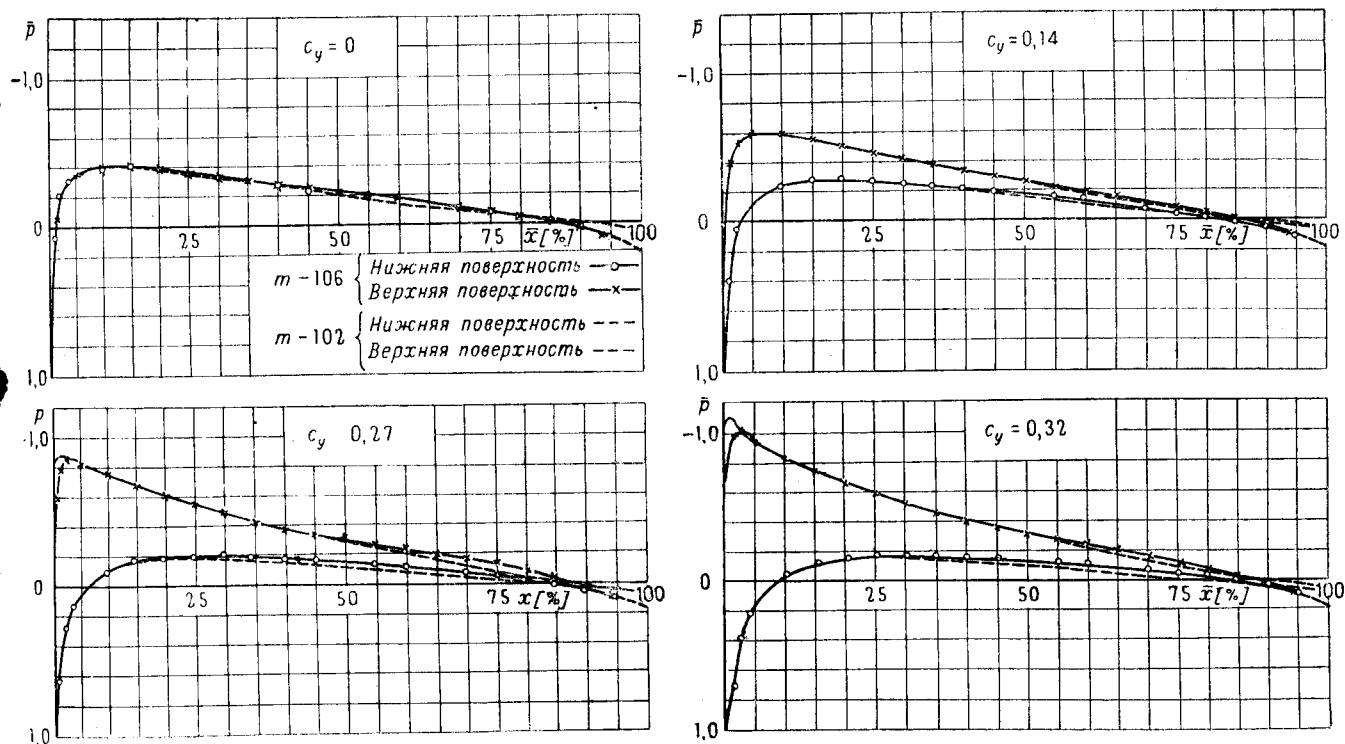 p̄
c_y = 0
-1,0
0
25
50
75 x̄[%] 100
m-106 { Нижняя поверхность —o—
Верхняя поверхность —x—
m-102 { Нижняя поверхность ---
Верхняя поверхность ---
1,0
p̄
c_y = 0,14
-1,0
0
25
50
75 x̄[%] 100
1,0
p
c_y 0,27
-1,0
0
25
50
75 x[%] 100
1,0
p̄
c_y = 0,32
-1,0
0
25
50
75 x̄[%] 100
1,0